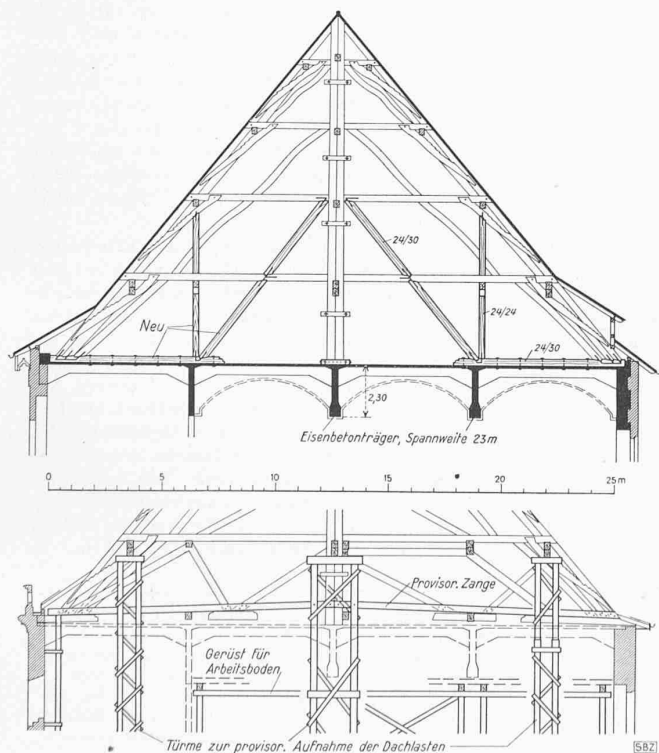 24/30
Neu
24/24
24/30
2,30
Eisenbetonträger, Spannweite 23m
0 5 10 15 20 25m
Provisor. Zange
Gerüst für
Arbeitsboden
Türme zur provisor. Aufnahme der Dachlasten
SBZ